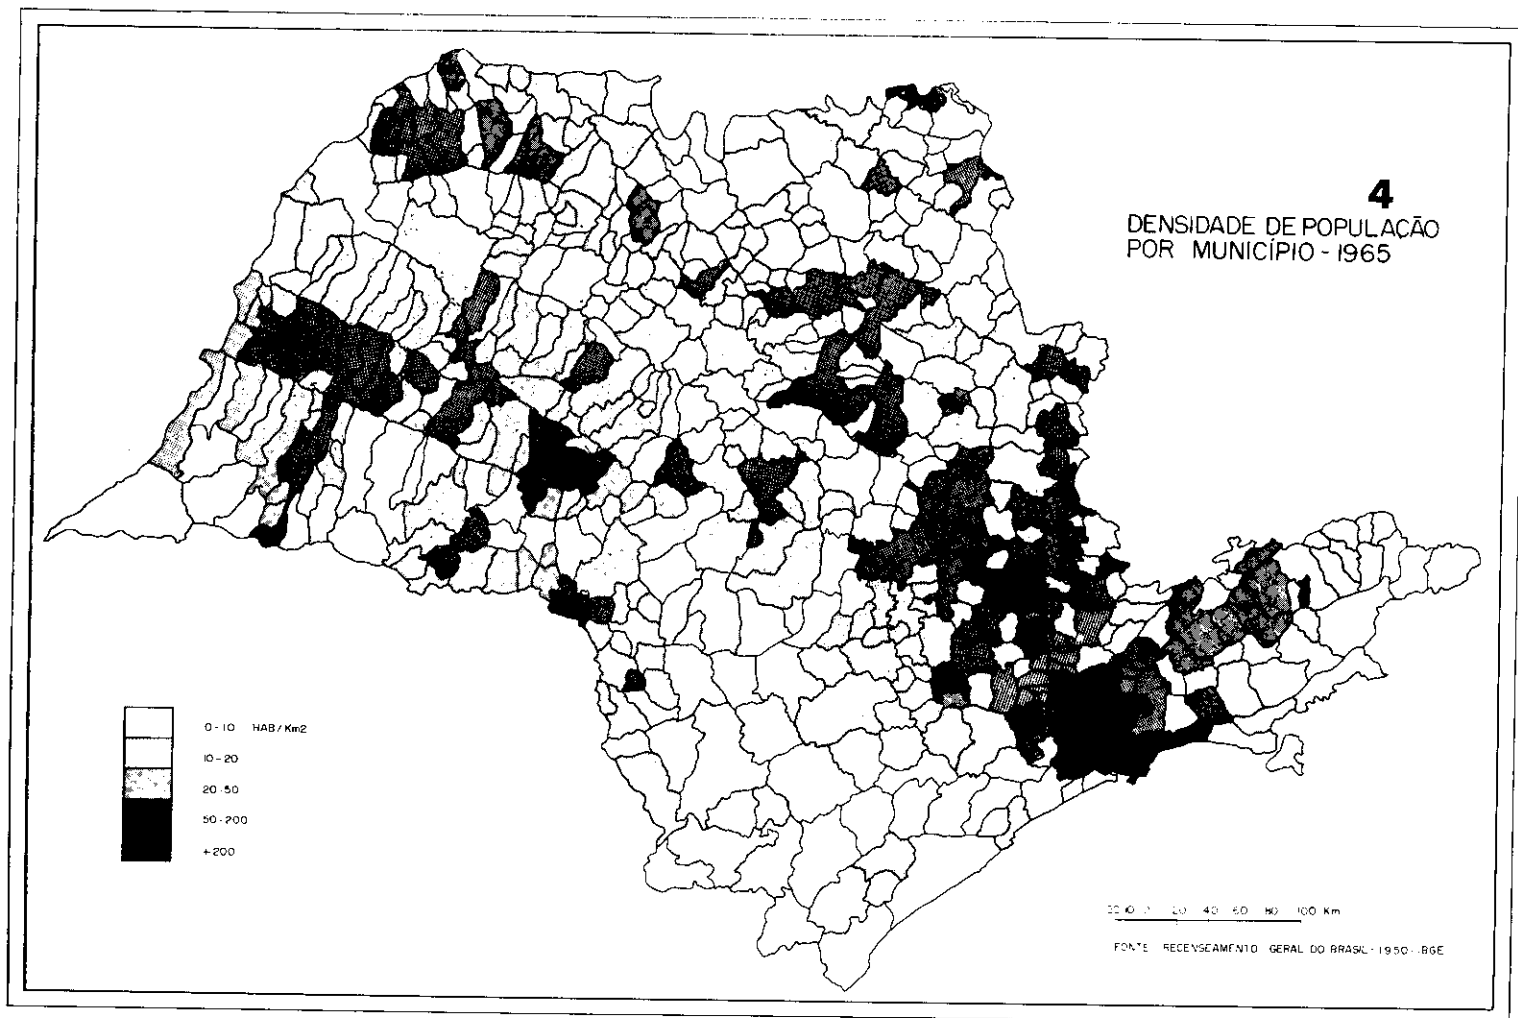 4
DENSIDADE DE POPULAÇÃO
POR MUNICÍPIO - 1965
0-10 HAB/Km2
10-20
20-50
50-200
+200
0 20 40 60 80 100 Km
FONTE RECENSEAMENTO GERAL DO BRASIL - 1950 - IBGE